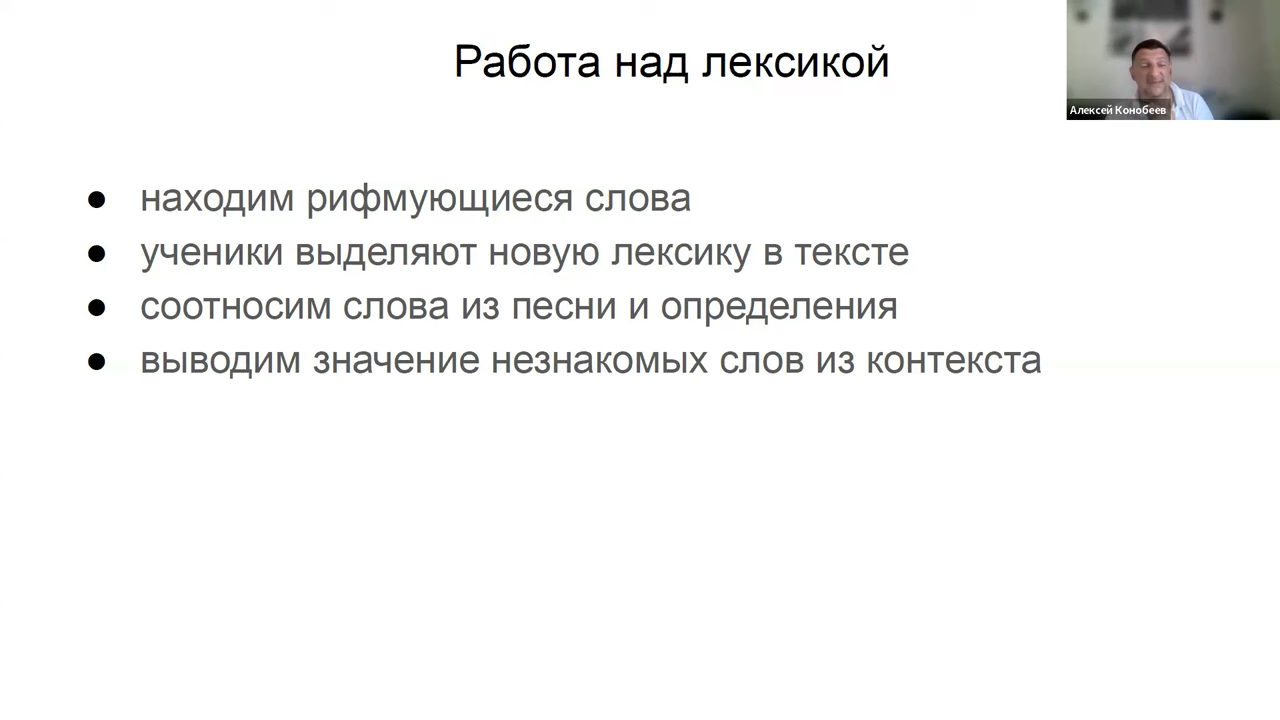 Работа над лексикой
Алексей Конобеев
● находим рифмующиеся слова
● ученики выделяют новую лексику в тексте
● соотносим слова из песни и определения
● выводим значение незнакомых слов из контекста